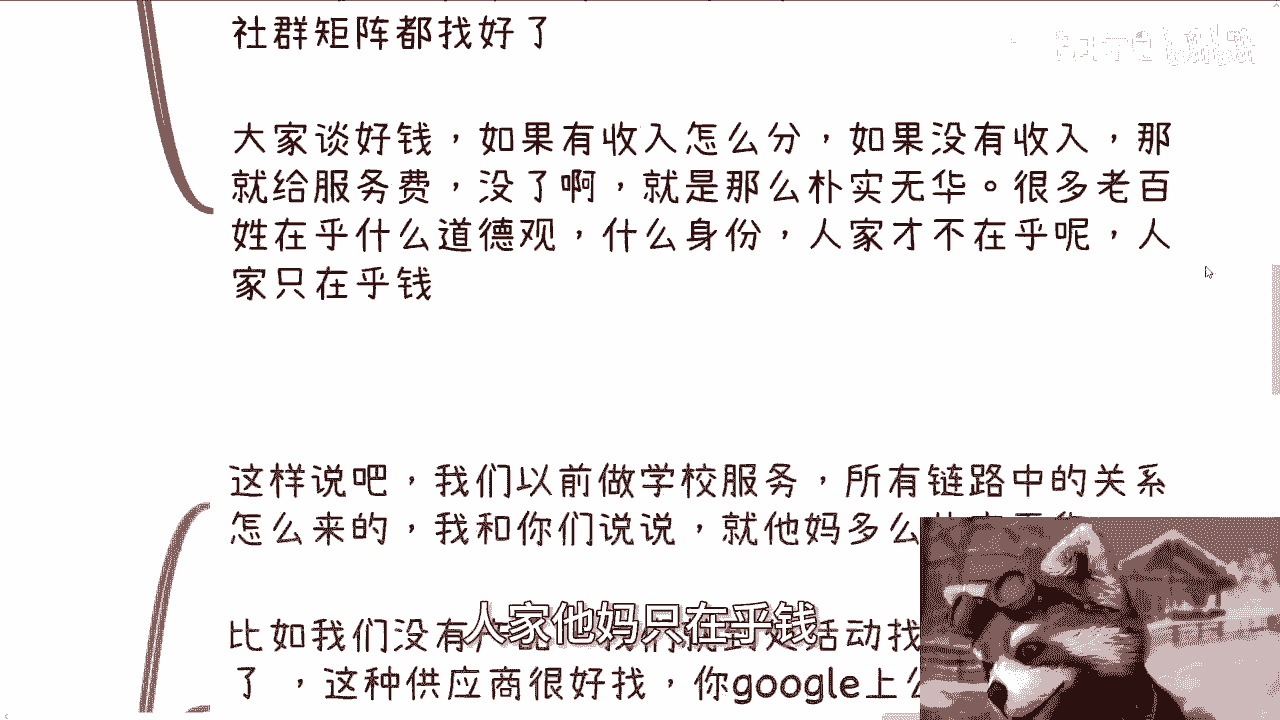 社群矩阵都找好了
大家谈好钱，如果有收入怎么分，如果没有收入，那
就给服务费，没了啊，就是那么朴实无华。很多老百
姓在乎什么道德观，什么身份，人家才不在乎呢，人
家只在乎钱
这样说吧，我们以前做学校服务，所有链路中的关系
怎么来的，我和你们说说，就他妈多么
比如我们没有
活动找
人家他妈只在乎钱
了 ，这种供应商很好找，你google上